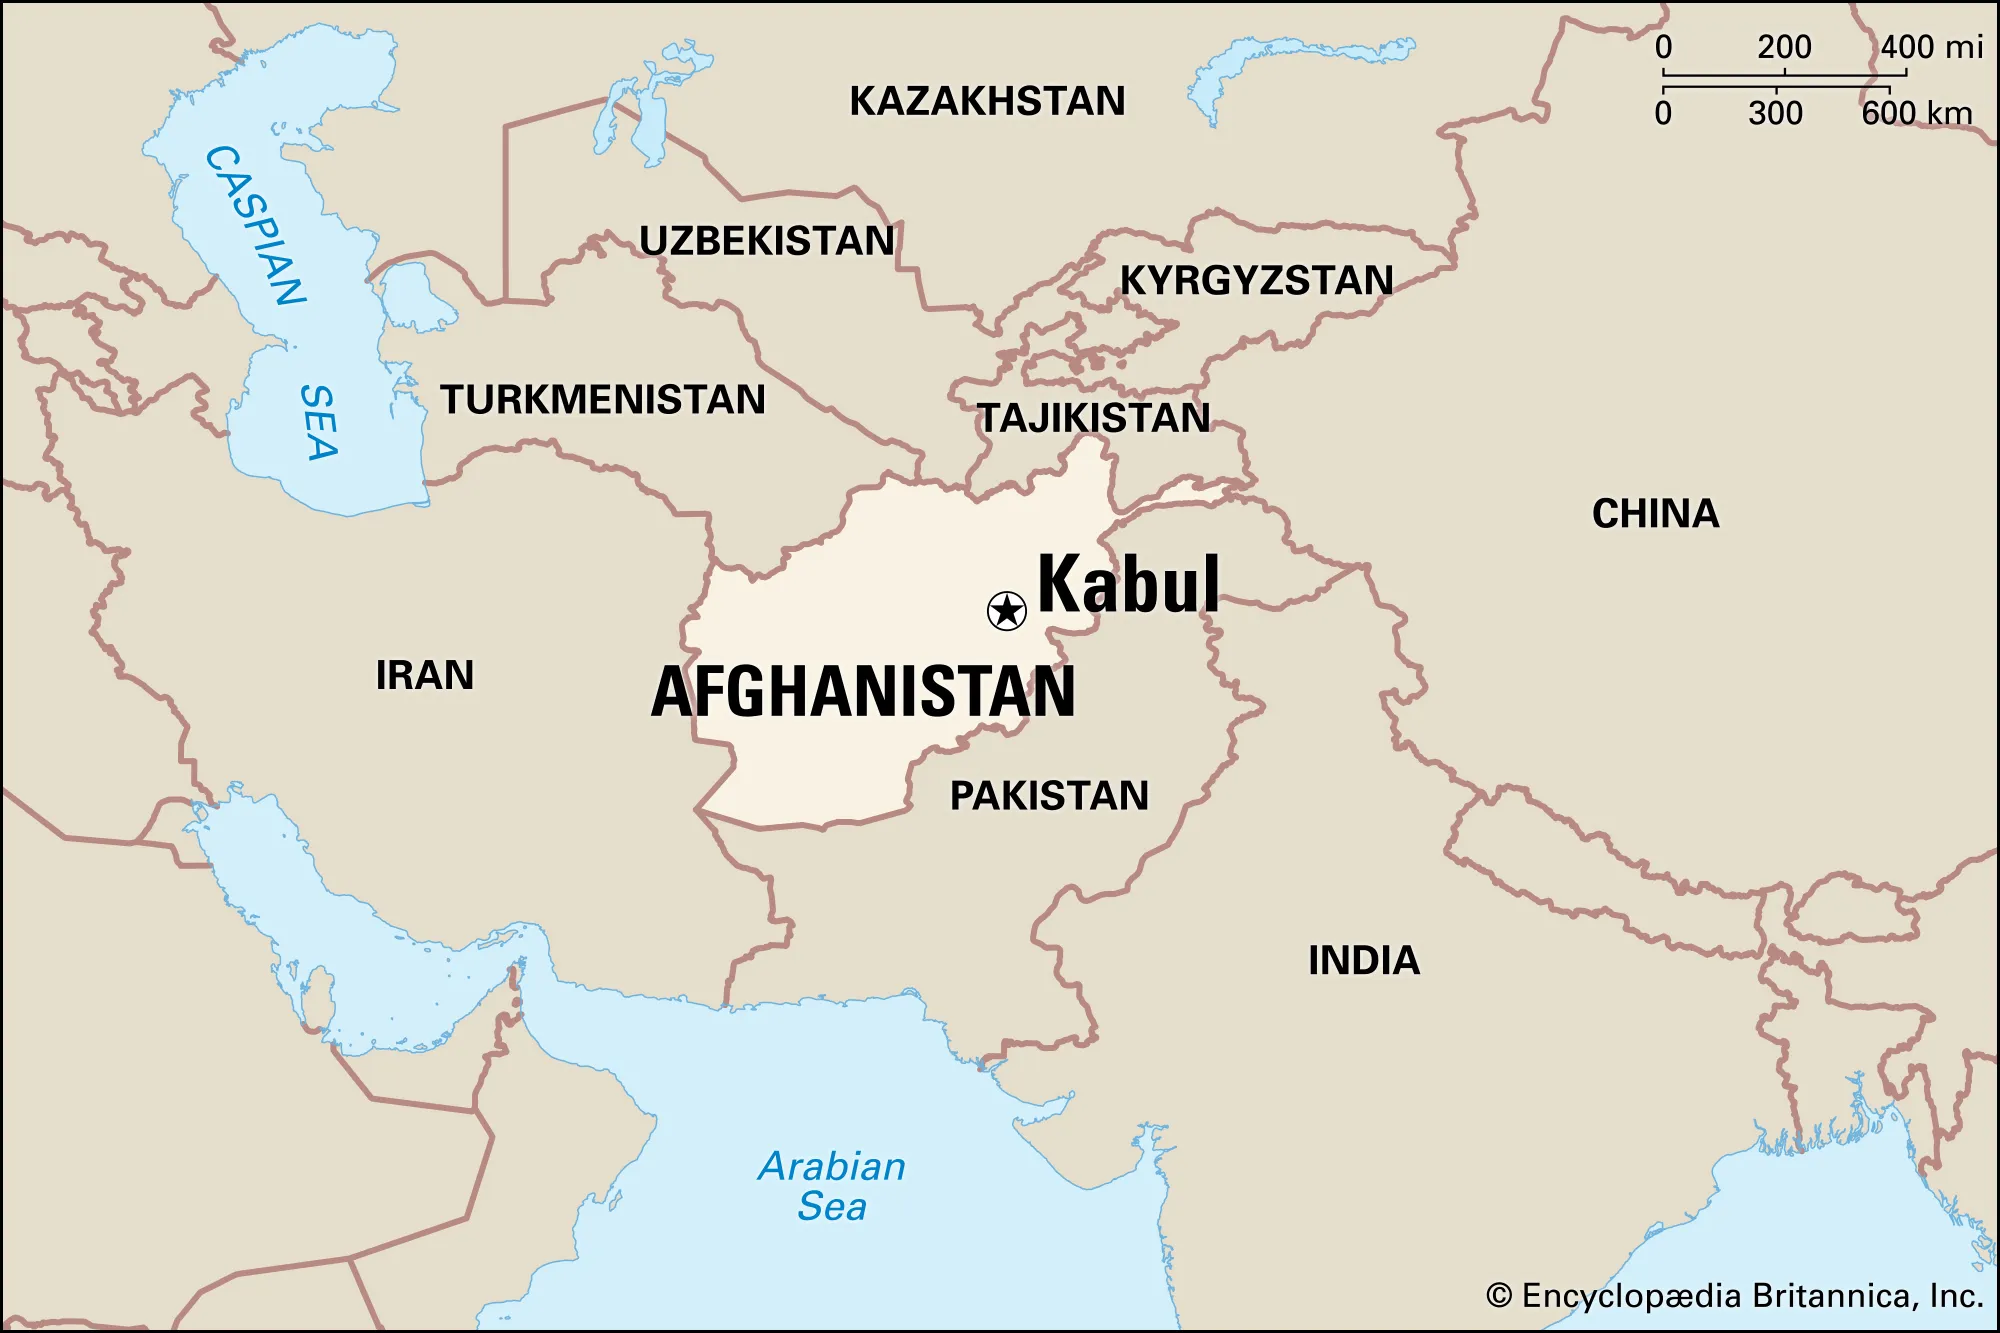 0 200 400 mi
0 300 600 km
KAZAKHSTAN
CASPIAN
SEA
UZBEKISTAN
KYRGYZSTAN
TURKMENISTAN
TAJIKISTAN
CHINA
Kabul
IRAN
AFGHANISTAN
PAKISTAN
INDIA
Arabian
Sea
© Encyclopædia Britannica, Inc.